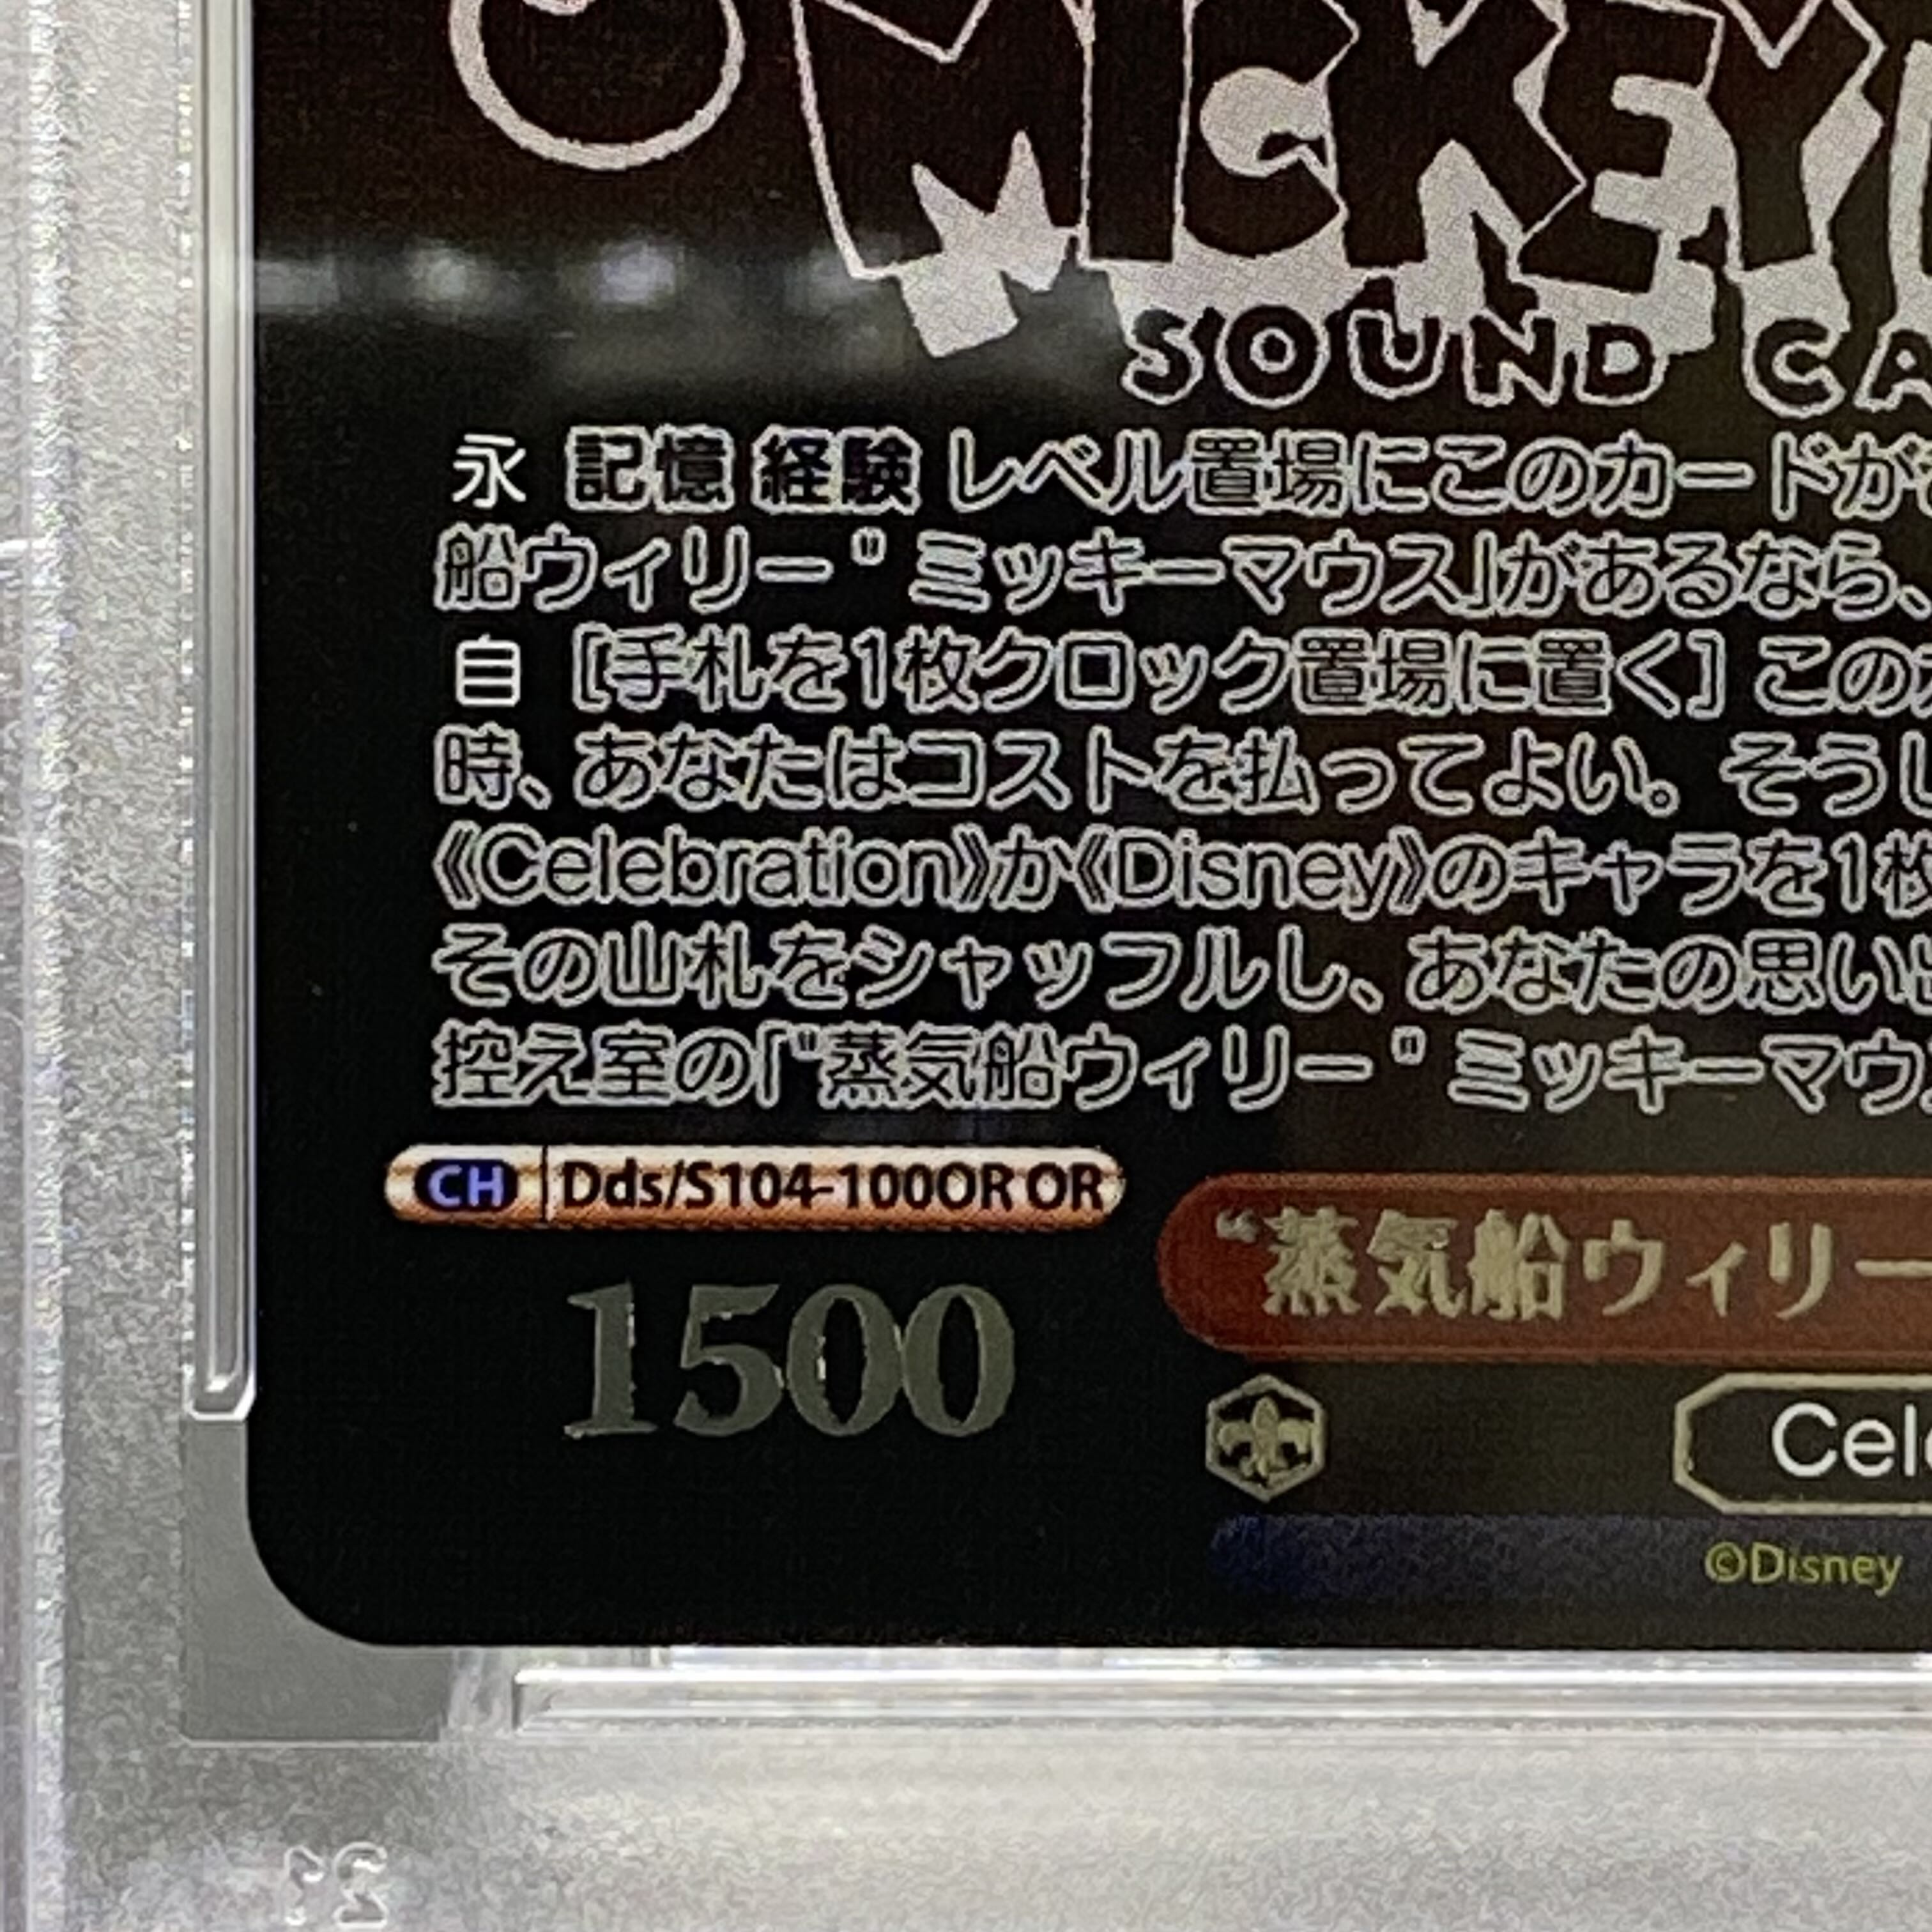 MICKEY
SOUND CA
永 記憶 経験 レベル置場にこのカードが
船ウィリー" ミッキーマウス」があるなら、
自 [手札を1枚クロック置場に置く] この
時、あなたはコストを払ってよい。そうし
《Celebration》か《Disney》のキャラを1枚
その山札をシャッフルし、あなたの思い出
控え室の「"蒸気船ウィリー" ミッキーマウ
CH Dds/S104-100OR OR
1500
“蒸気船ウィリー
Cele
©Disney